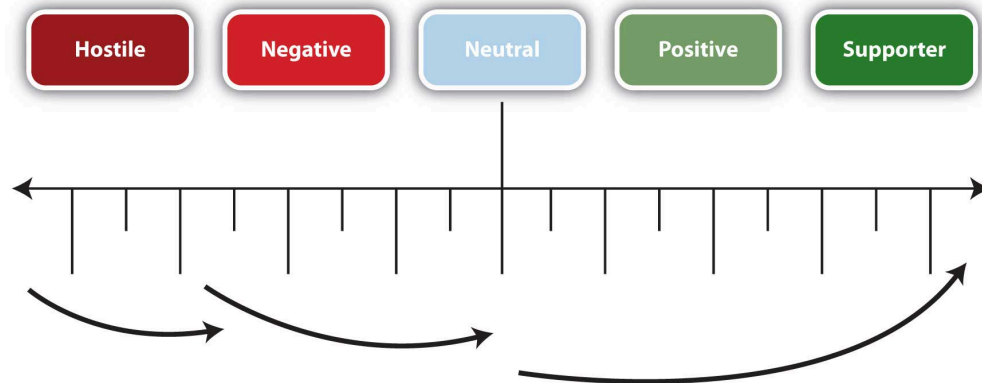 Hostile
Negative
Neutral
Positive
Supporter